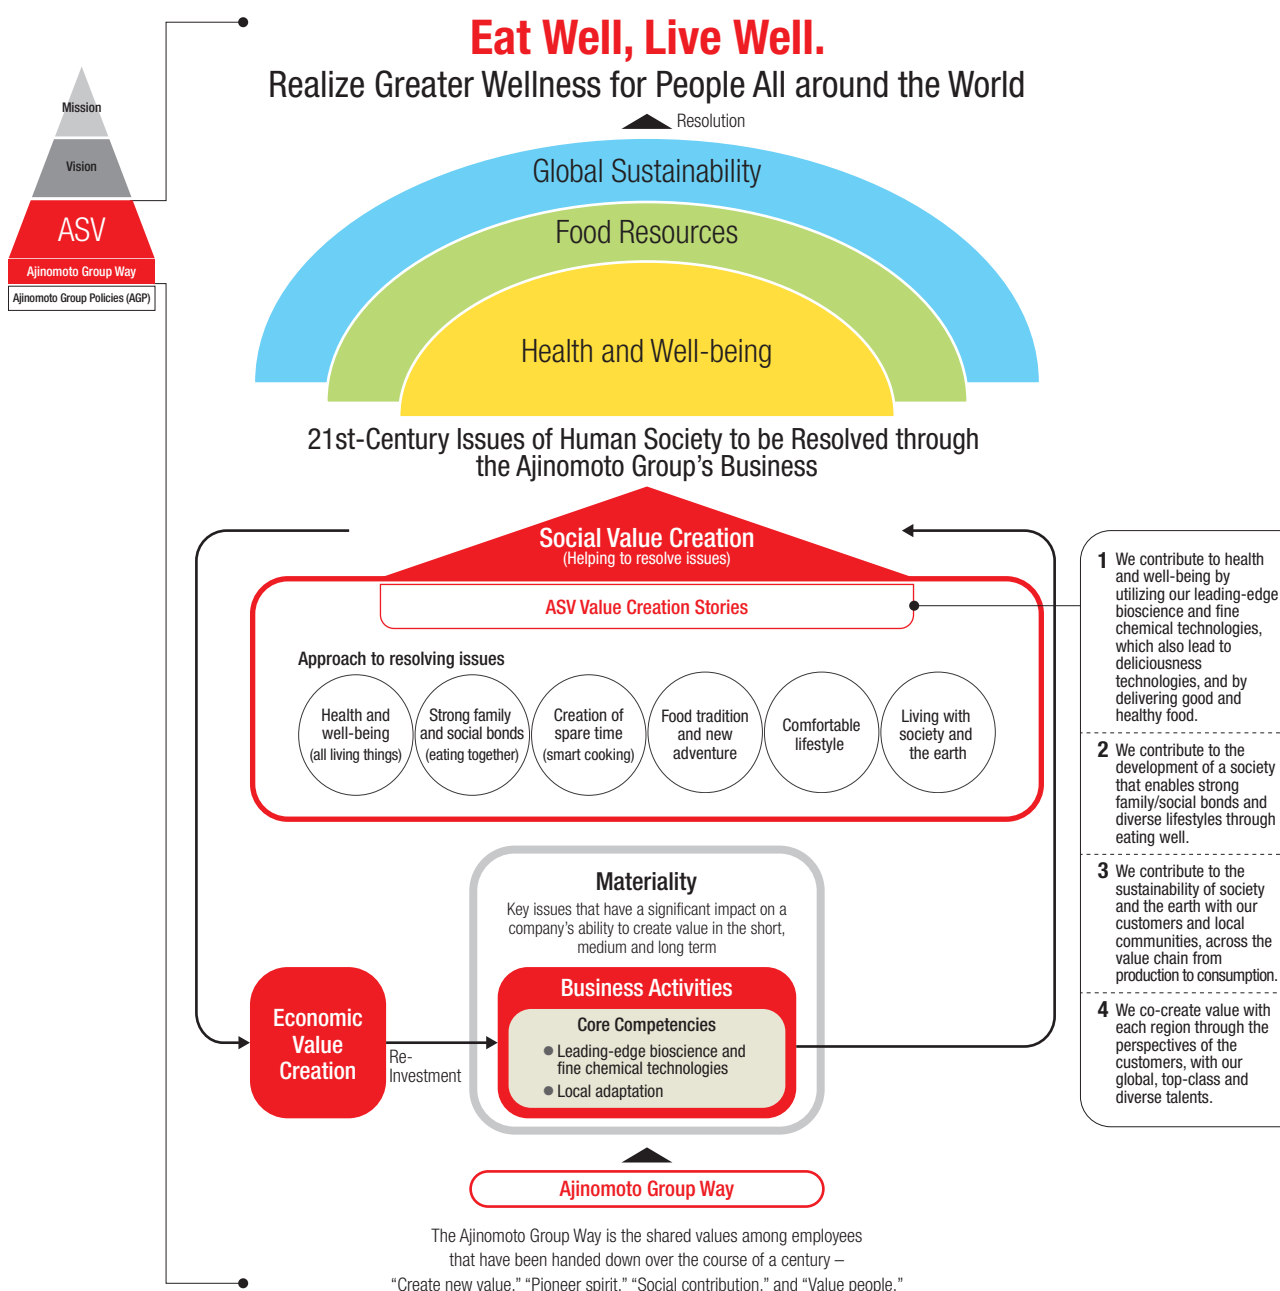 Eat Well, Live Well.
Realize Greater Wellness for People All around the World
Resolution
Mission
Vision
ASV
Ajinomoto Group Way
Ajinomoto Group Policies (AGP)
Global Sustainability
Food Resources
Health and Well-being
21st-Century Issues of Human Society to be Resolved through
the Ajinomoto Group's Business
Social Value Creation
(Helping to resolve issues)
ASV Value Creation Stories
Approach to resolving issues
Health and
well-being
(all living things)
Strong family
and social bonds
(eating together)
Creation of
spare time
(smart cooking)
Food tradition
and new
adventure
Comfortable
lifestyle
Living with
society and
the earth
1 We contribute to health
and well-being by
utilizing our leading-edge
bioscience and fine
chemical technologies,
which also lead to
deliciousness
technologies, and by
delivering good and
healthy food.
2 We contribute to the
development of a society
that enables strong
family/social bonds and
diverse lifestyles through
eating well.
3 We contribute to the
sustainability of society
and the earth with our
customers and local
communities, across the
value chain from
production to consumption.
4 We co-create value with
each region through the
perspectives of the
customers, with our
global, top-class and
diverse talents.
Materiality
Key issues that have a significant impact on a
company's ability to create value in the short,
medium and long term
Economic
Value
Creation
Re-
Investment
Business Activities
Core Competencies
● Leading-edge bioscience and
fine chemical technologies
● Local adaptation
Ajinomoto Group Way
The Ajinomoto Group Way is the shared values among employees
that have been handed down over the course of a century –
“Create new value,” “Pioneer spirit,” “Social contribution,” and “Value people.”